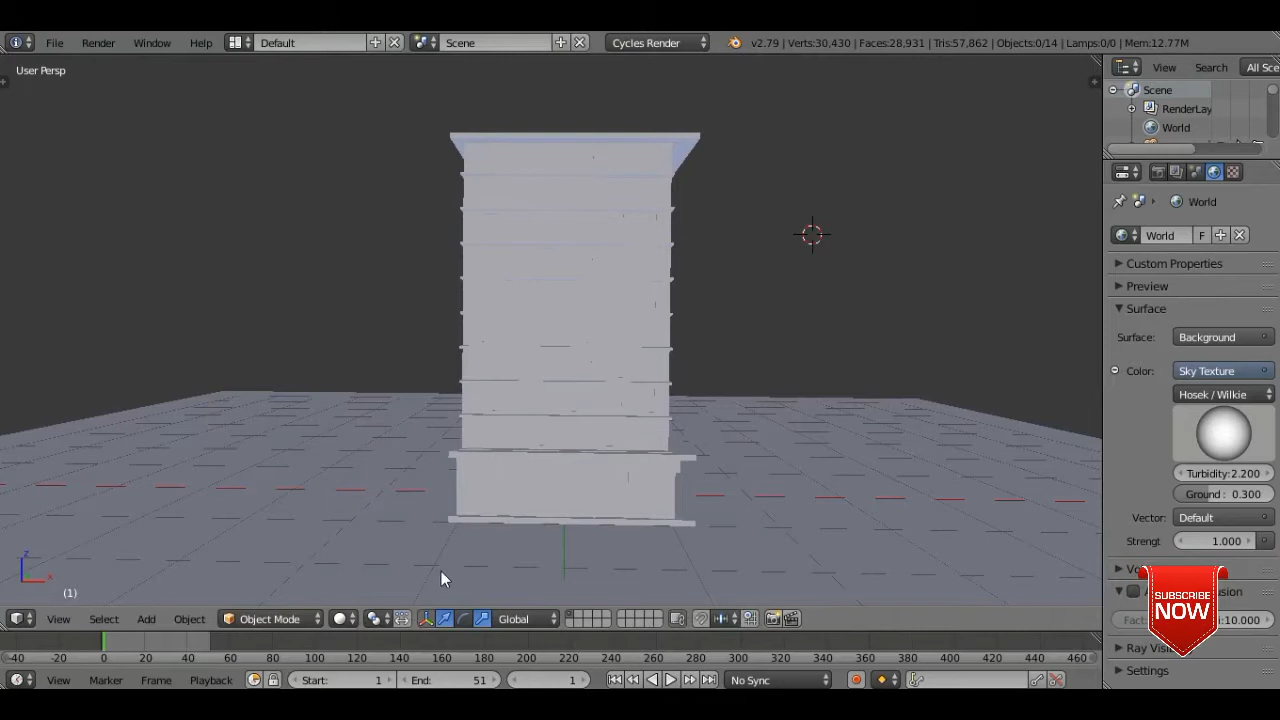 File Render Window Help Default Scene Cycles Render v2.79 | Verts:30,430 | Faces:28,931 | Tris:57,862 | Objects:0/14 | Lamps:0/0 | Mem:12.77M
User Persp
View Search All Sce
Scene
RenderLay
World
World
World F
Custom Properties
Preview
Surface
Surface: Background
Color: Sky Texture
Hosek / Wilkie
Turbidity:2.200
Ground : 0.300
Vector: Default
Strengt 1.000
Fact: i:10.000
Settings
SUBSCRIBE
NOW
z
x
(1)
View Select Add Object Object Mode Global
-40 -20 0 20 40 60 80 100 120 140 160 180 200 220 240 260 280 300 320 340 360 380 400 420 440 460
View Marker Frame Playback Start: 1 End: 51 1 No Sync